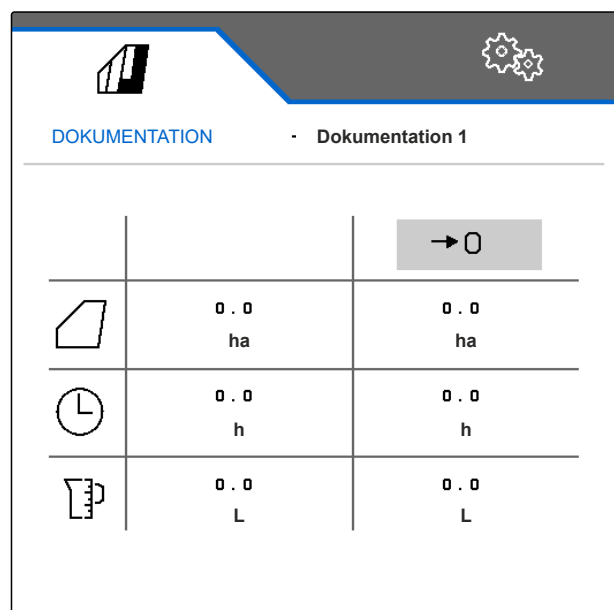 DOKUMENTATION - Dokumentation 1
→0
0.0 0.0
ha ha
0.0 0.0
h h
0.0 0.0
L L